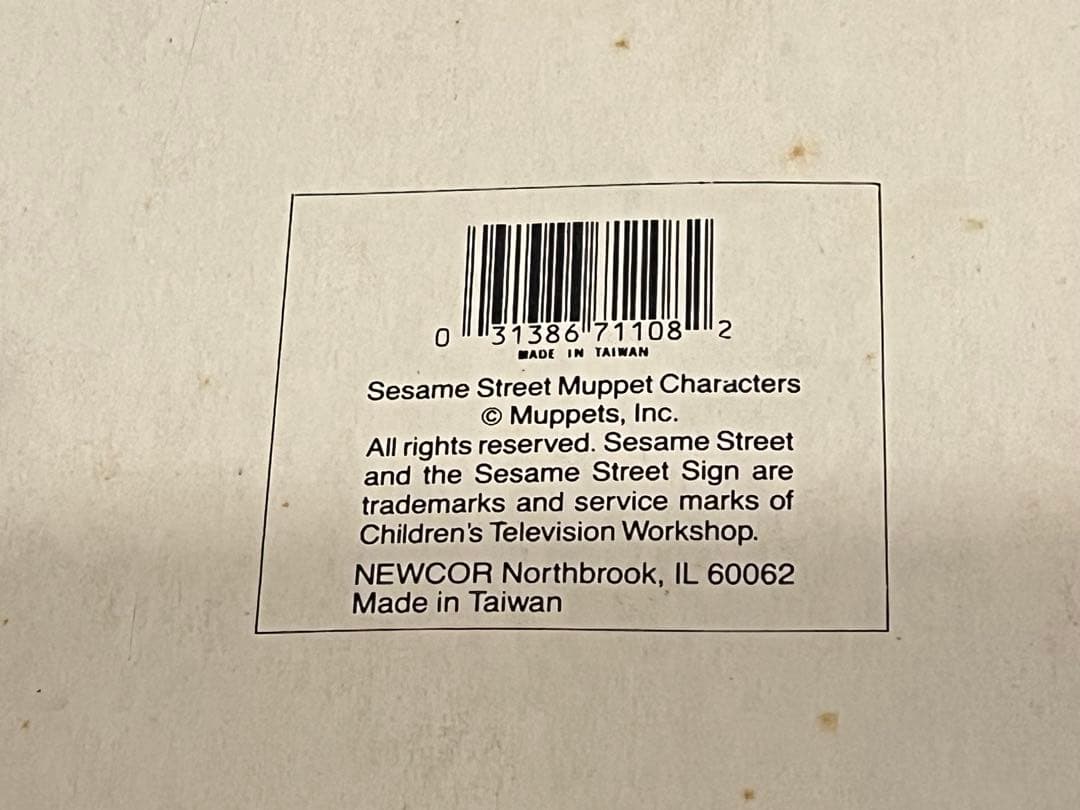 0 31386 71108 2
MADE IN TAIWAN
Sesame Street Muppet Characters
© Muppets, Inc.
All rights reserved. Sesame Street
and the Sesame Street Sign are
trademarks and service marks of
Children's Television Workshop.
NEWCOR Northbrook, IL 60062
Made in Taiwan